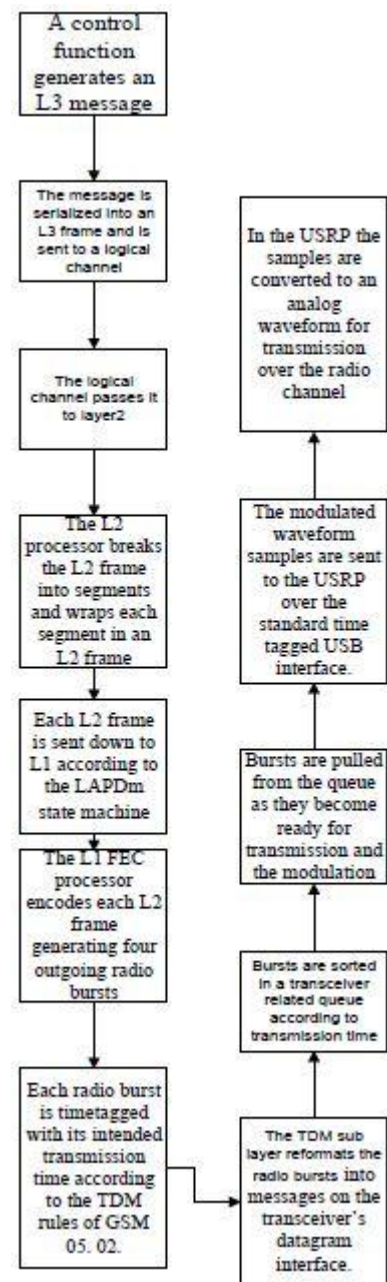 A control
function
generates an
L3 message
The message is
serialized into an
L3 frame and is
sent to a logical
channel
The logical
channel passes it
to layer2
The L2
processor breaks
the L2 frame
into segments
and wraps each
segment in an
L2 frame
Each L2 frame
is sent down to
L1 according to
the LAPDm
state machine
The L1 FEC
processor
encodes each L2
frame
generating four
outgoing radio
bursts
Each radio burst
is timetagged
with its intended
transmission
time according
to the TDM
rules of GSM
05. 02.
The TDM sub
layer reformats the
radio bursts into
messages on the
transceiver's
datagram
interface.
Bursts are sorted
in a transceiver
related queue
according to
transmission time
Bursts are pulled
from the queue
as they become
ready for
transmission and
the modulation
The modulated
waveform
samples are sent
to the USRP
over the
standard time
tagged USB
interface.
In the USRP the
samples are
converted to an
analog
waveform for
transmission
over the radio
channel